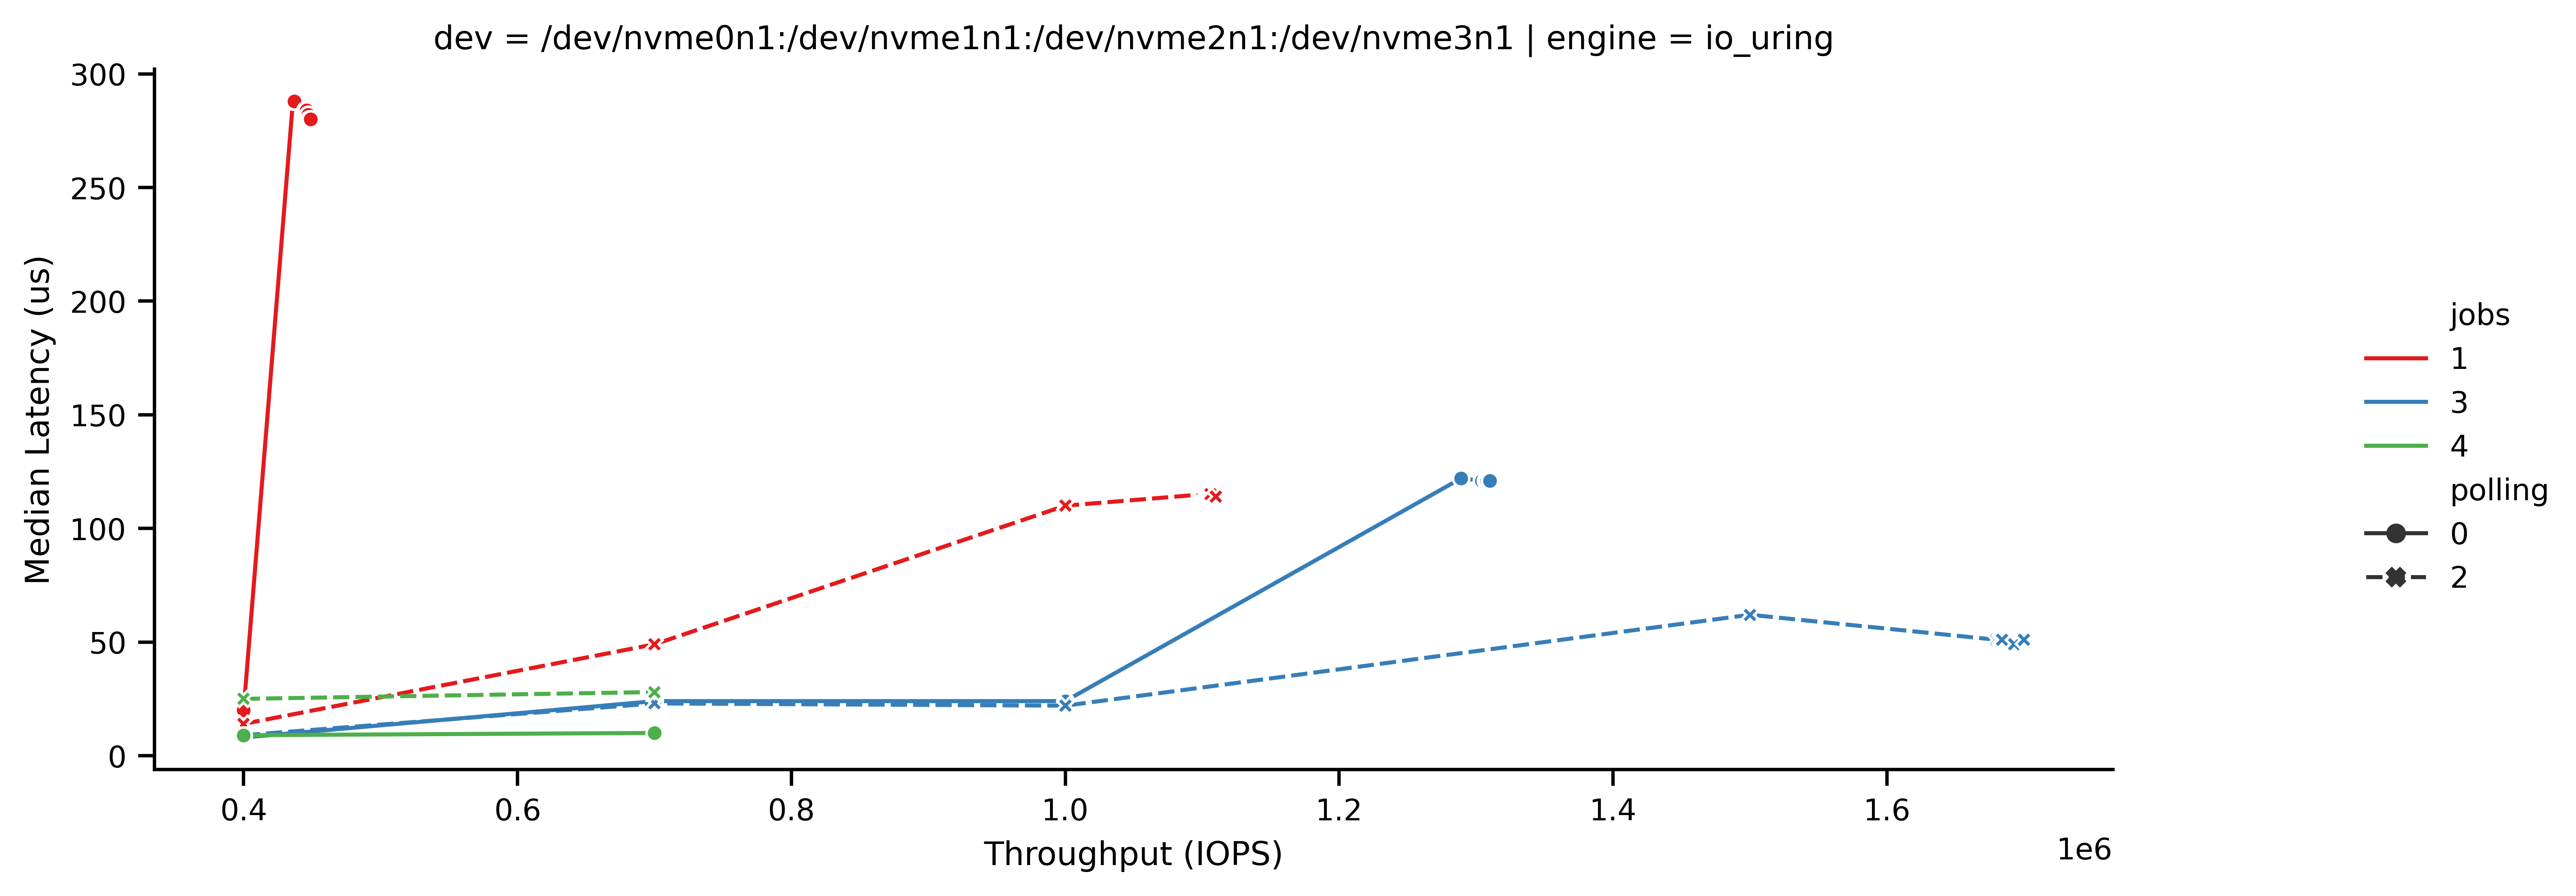 dev = /dev/nvme0n1:/dev/nvme1n1:/dev/nvme2n1:/dev/nvme3n1 | engine = io_uring
300
250
200
150
100
50
0
Median Latency (us)
0.4 0.6 0.8 1.0 1.2 1.4 1.6
1e6
Throughput (IOPS)
jobs
1
3
4
polling
0
2